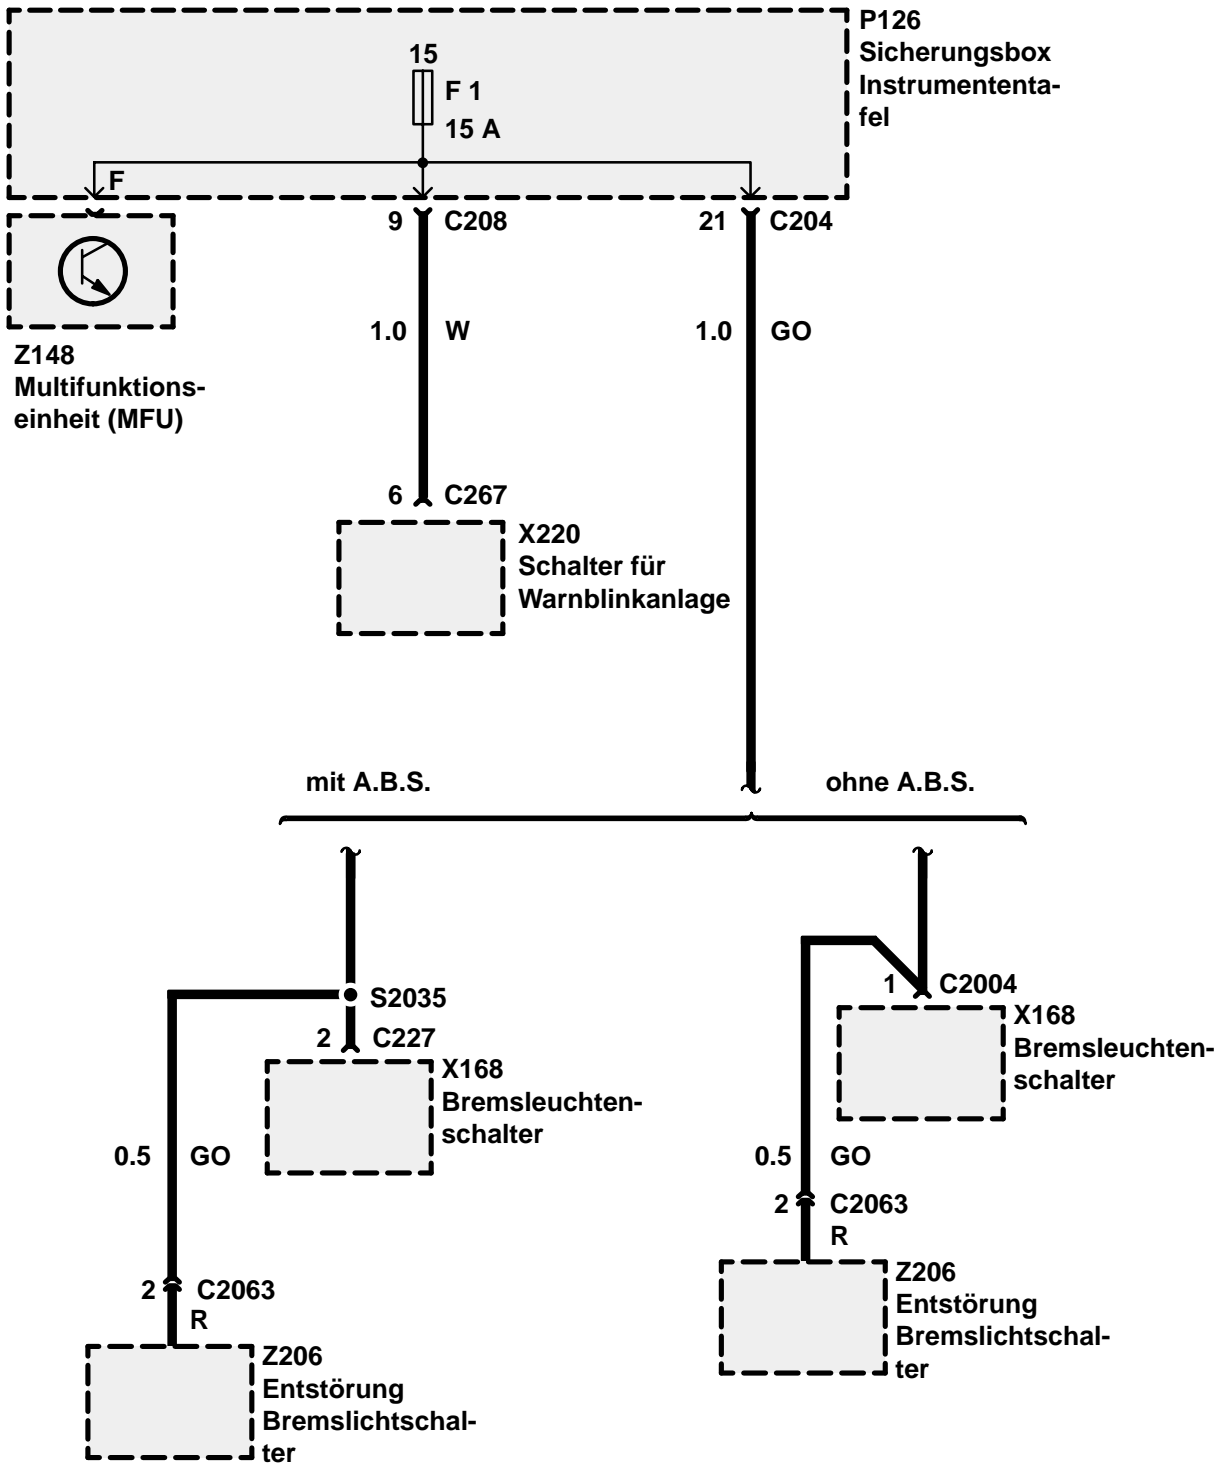 P126
Sicherungsbox
Instrumententa-
fel
15
F 1
15 A
F
9 C208
21 C204
1.0 W
1.0 GO
Z148
Multifunktions-
einheit (MFU)
6 C267
X220
Schalter für
Warnblinkanlage
mit A.B.S.
ohne A.B.S.
S2035
2 C227
X168
Bremsleuchten-
schalter
0.5 GO
2 C2063
R
Z206
Entstörung
Bremslichtschal-
ter
1 C2004
X168
Bremsleuchten-
schalter
0.5 GO
2 C2063
R
Z206
Entstörung
Bremslichtschal-
ter